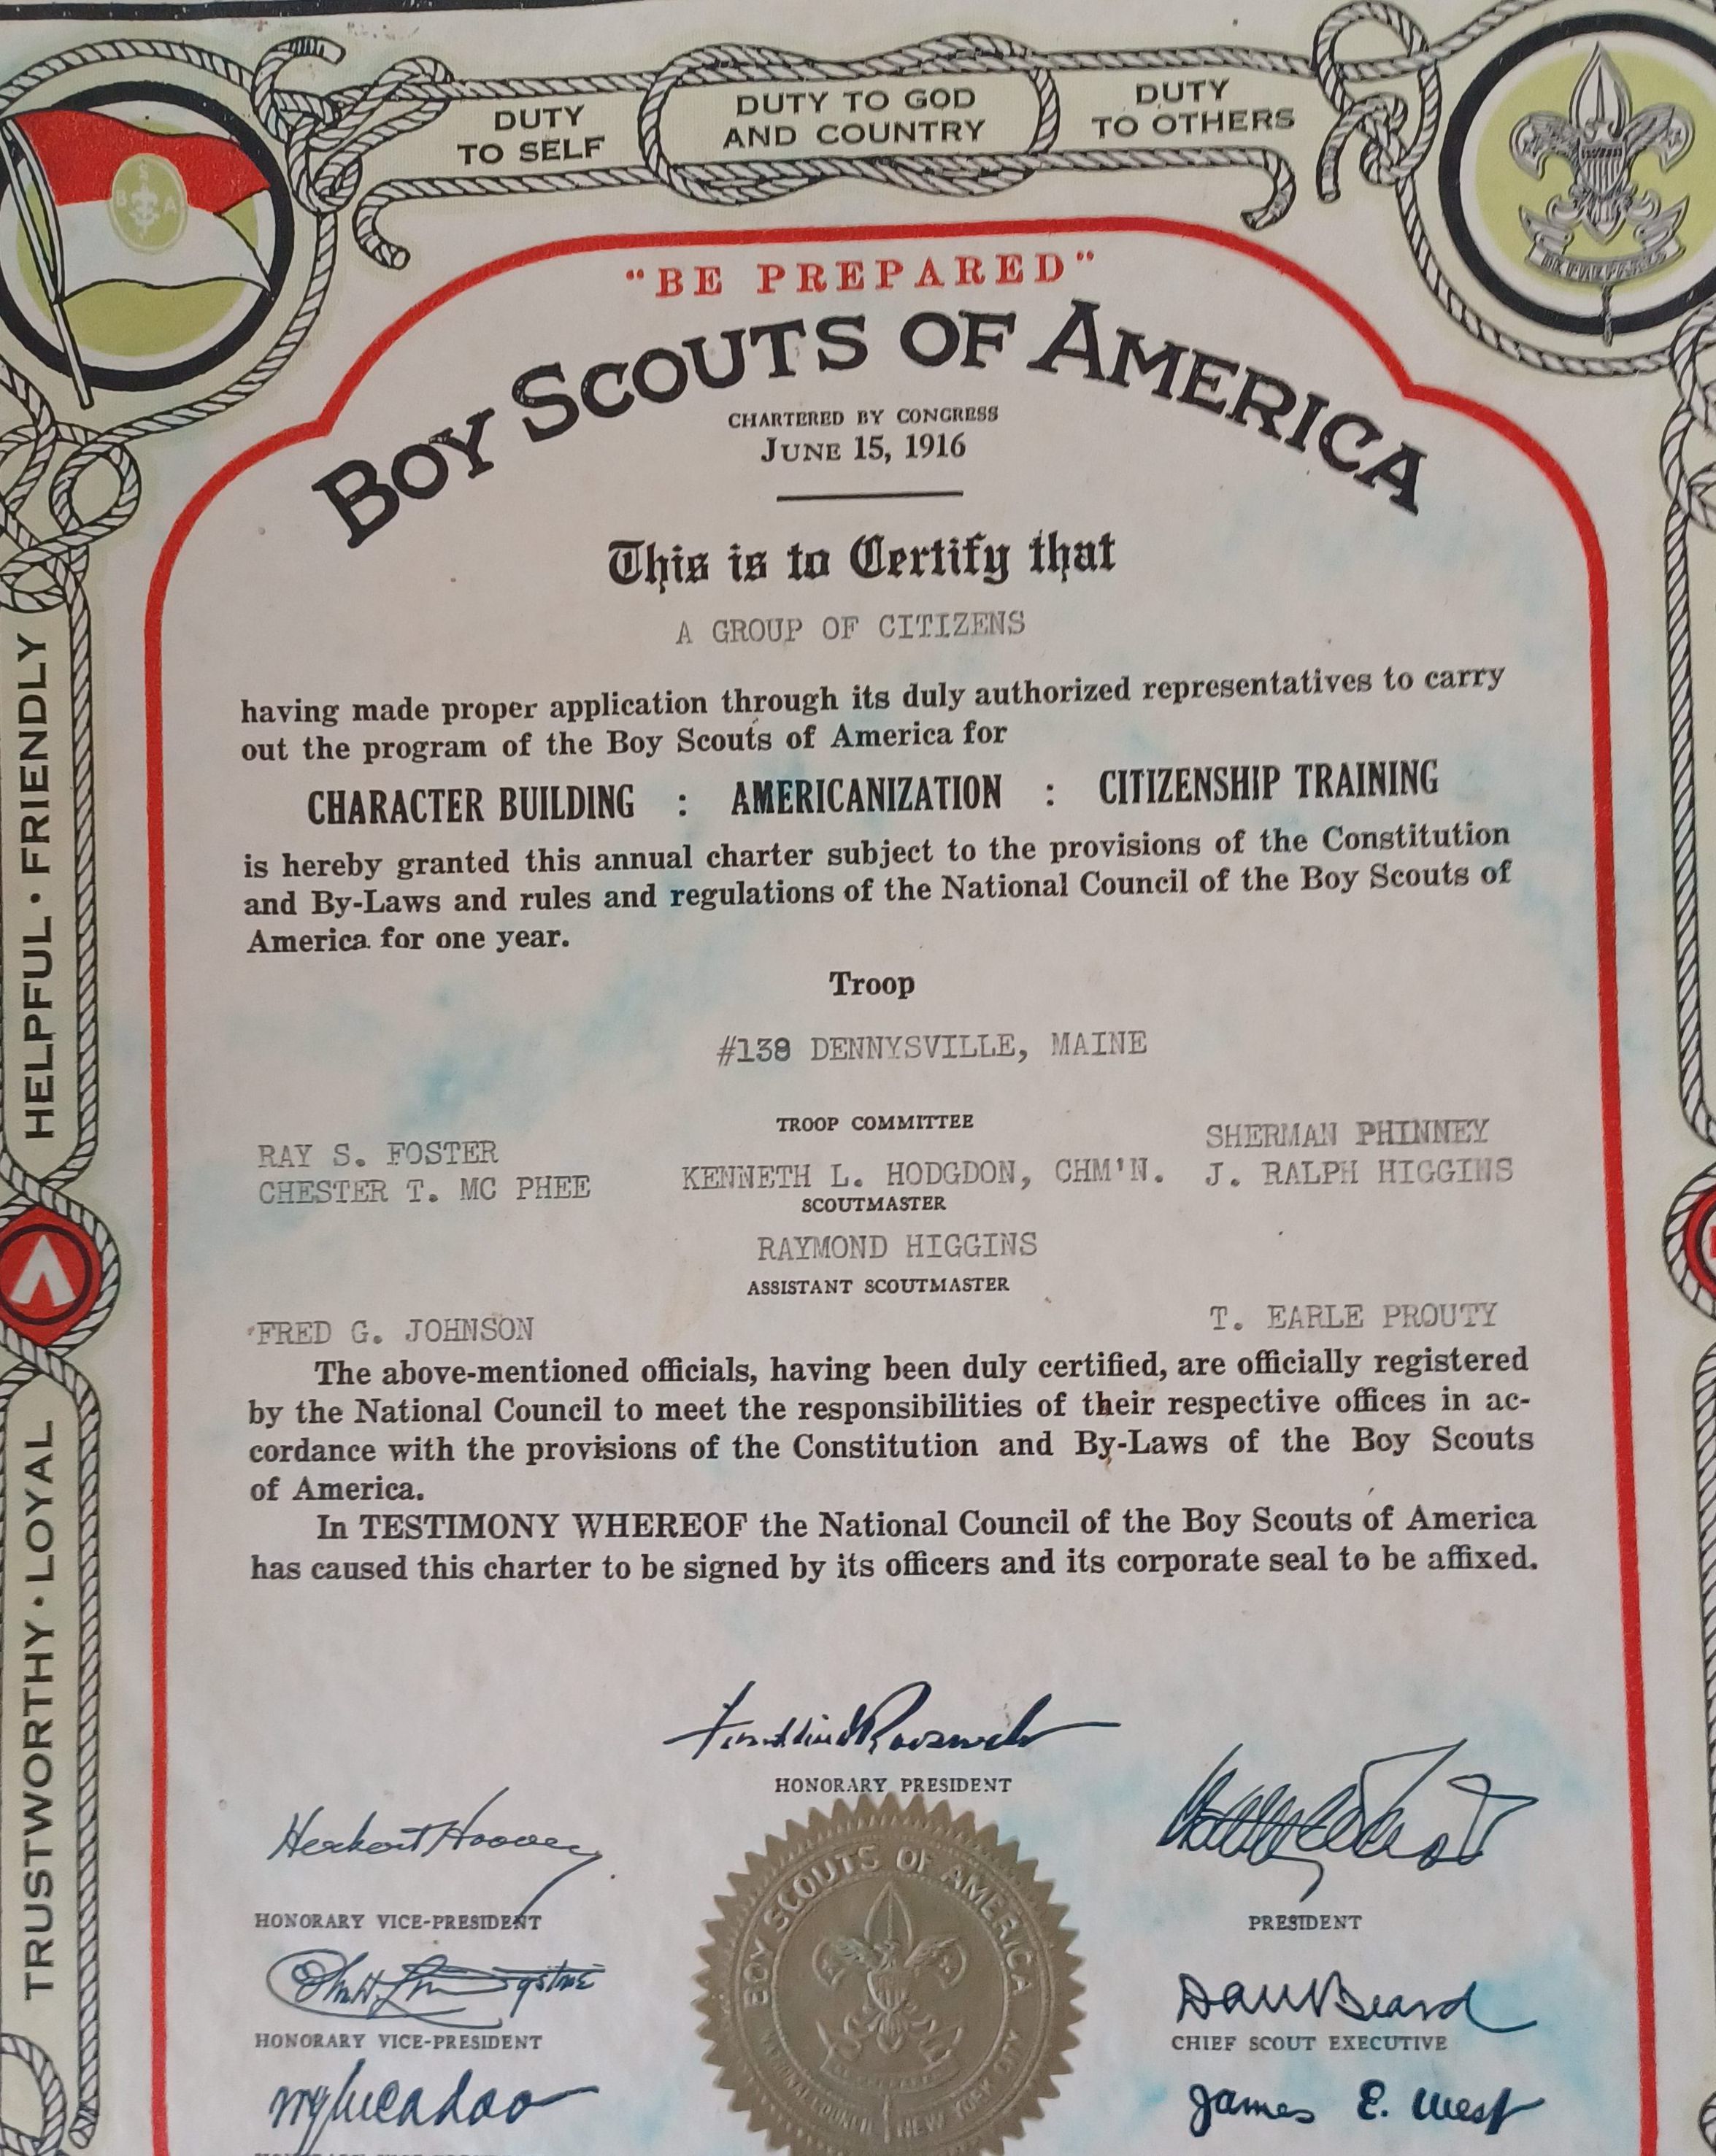 DUTY
TO SELF
DUTY TO GOD
AND COUNTRY
DUTY
TO OTHERS
B S A
BE PREPARED
"BE PREPARED"
BOY SCOUTS OF AMERICA
CHARTERED BY CONGRESS
JUNE 15, 1916
This is to Certify that
A GROUP OF CITIZENS
having made proper application through its duly authorized representatives to carry
out the program of the Boy Scouts of America for
CHARACTER BUILDING : AMERICANIZATION : CITIZENSHIP TRAINING
is hereby granted this annual charter subject to the provisions of the Constitution
and By-Laws and rules and regulations of the National Council of the Boy Scouts of
America for one year.
Troop
#138 DENNYSVILLE, MAINE
TROOP COMMITTEE
RAY S. FOSTER
SHERMAN PHINNEY
CHESTER T. MC PHEE
KENNETH L. HODGDON, CHM'N.
J. RALPH HIGGINS
SCOUTMASTER
RAYMOND HIGGINS
ASSISTANT SCOUTMASTER
FRED G. JOHNSON
T. EARLE PROUTY
The above-mentioned officials, having been duly certified, are officially registered
by the National Council to meet the responsibilities of their respective offices in ac-
cordance with the provisions of the Constitution and By-Laws of the Boy Scouts
of America.
In TESTIMONY WHEREOF the National Council of the Boy Scouts of America
has caused this charter to be signed by its officers and its corporate seal to be affixed.
Franklin D Roosevelt
HONORARY PRESIDENT
Herbert Hoover
HONORARY VICE-PRESIDENT
PRESIDENT
HONORARY VICE-PRESIDENT
Dan Beard
CHIEF SCOUT EXECUTIVE
James E. West
BOY SCOUTS OF AMERICA
NATIONAL COUNCIL NEW YORK CITY
TRUSTWORTHY · LOYAL
HELPFUL · FRIENDLY